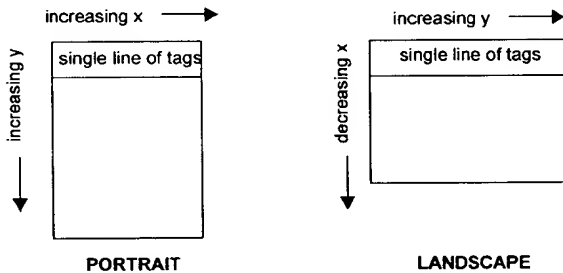 increasing x
single line of tags
increasing y
PORTRAIT
increasing y
single line of tags
decreasing x
LANDSCAPE